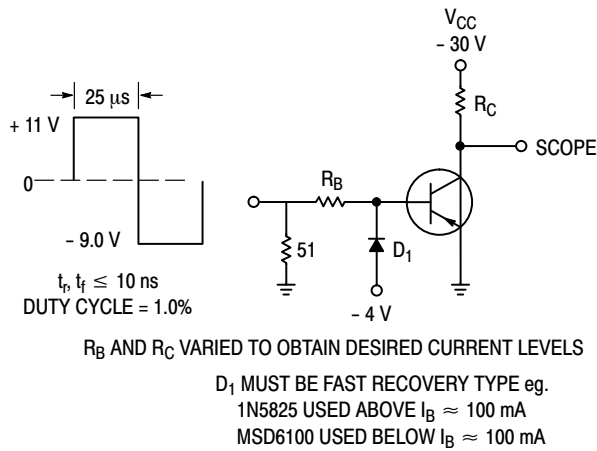 V_CC
– 30 V
25 μs
+ 11 V
R_C
SCOPE
R_B
0
51
D_1
– 9.0 V
t_r, t_f ≤ 10 ns
DUTY CYCLE = 1.0%
– 4 V
R_B AND R_C VARIED TO OBTAIN DESIRED CURRENT LEVELS
D_1 MUST BE FAST RECOVERY TYPE eg.
1N5825 USED ABOVE I_B ≈ 100 mA
MSD6100 USED BELOW I_B ≈ 100 mA